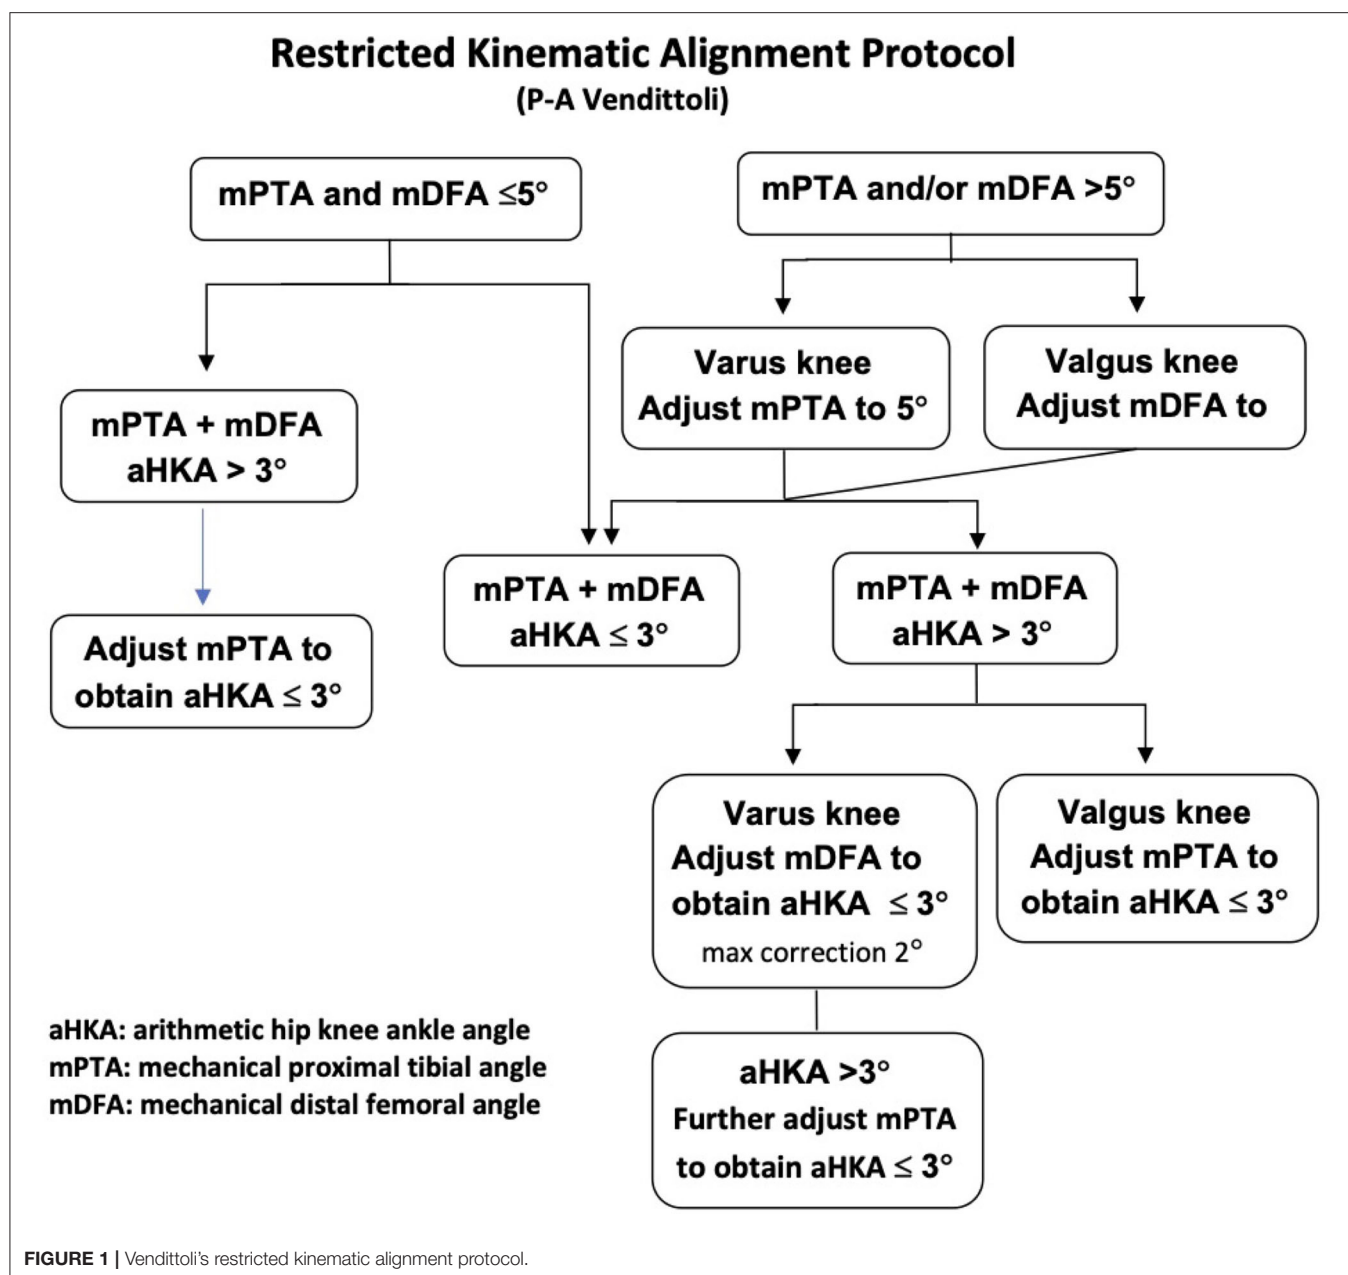 Restricted Kinematic Alignment Protocol
(P-A Vendittoli)
mPTA and mDFA ≤5°
mPTA and/or mDFA >5°
Varus knee
Adjust mPTA to 5°
Valgus knee
Adjust mDFA to
mPTA + mDFA
aHKA > 3°
mPTA + mDFA
aHKA ≤ 3°
mPTA + mDFA
aHKA > 3°
Adjust mPTA to
obtain aHKA ≤ 3°
Varus knee
Adjust mDFA to
obtain aHKA ≤ 3°
max correction 2°
Valgus knee
Adjust mPTA to
obtain aHKA ≤ 3°
aHKA >3°
Further adjust mPTA
to obtain aHKA ≤ 3°
aHKA: arithmetic hip knee ankle angle
mPTA: mechanical proximal tibial angle
mDFA: mechanical distal femoral angle
FIGURE 1 | Vendittoli's restricted kinematic alignment protocol.